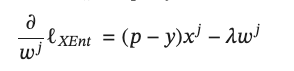 ∂/w^j ℓ_XEnt = (p − y)x^j − λw^j